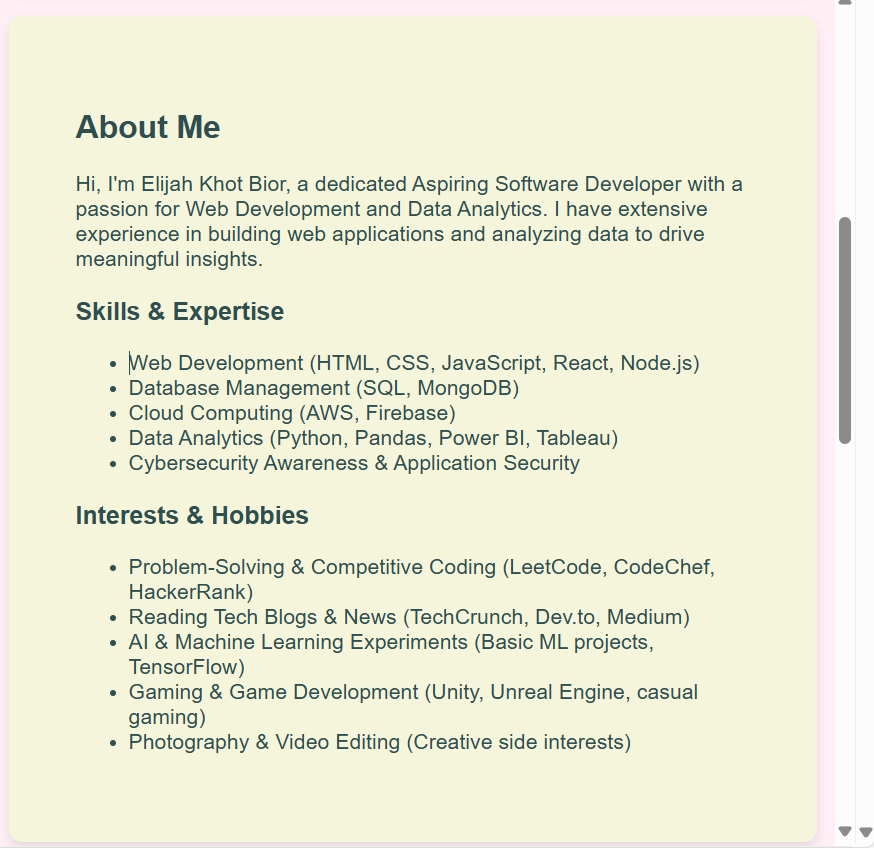 About Me
Hi, I'm Elijah Khot Bior, a dedicated Aspiring Software Developer with a
passion for Web Development and Data Analytics. I have extensive
experience in building web applications and analyzing data to drive
meaningful insights.
Skills & Expertise
• Web Development (HTML, CSS, JavaScript, React, Node.js)
• Database Management (SQL, MongoDB)
• Cloud Computing (AWS, Firebase)
• Data Analytics (Python, Pandas, Power BI, Tableau)
• Cybersecurity Awareness & Application Security
Interests & Hobbies
• Problem-Solving & Competitive Coding (LeetCode, CodeChef,
HackerRank)
• Reading Tech Blogs & News (TechCrunch, Dev.to, Medium)
• AI & Machine Learning Experiments (Basic ML projects,
TensorFlow)
• Gaming & Game Development (Unity, Unreal Engine, casual
gaming)
• Photography & Video Editing (Creative side interests)